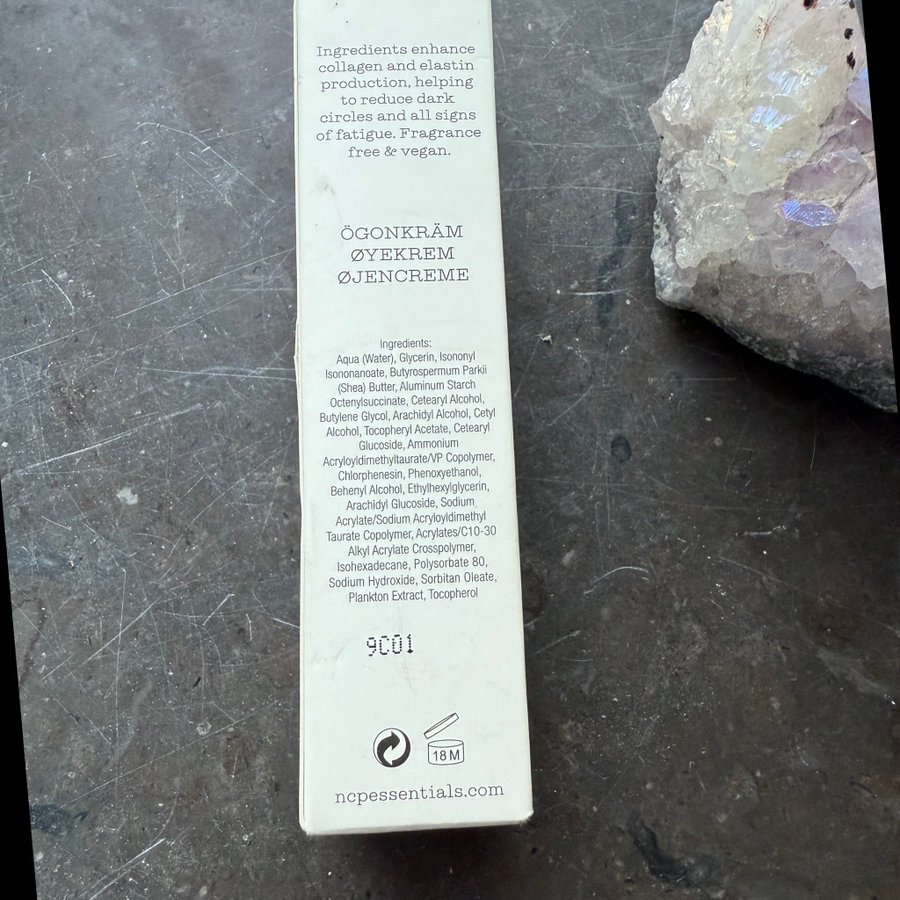 Ingredients enhance
collagen and elastin
production, helping
to reduce dark
circles and all signs
of fatigue. Fragrance
free & vegan.
ÖGONKRÄM
ØYEKREM
ØJENCREME
Ingredients:
Aqua (Water), Glycerin, Isononyl
Isononanoate, Butyrospermum Parkii
(Shea) Butter, Aluminum Starch
Octenylsuccinate, Cetearyl Alcohol,
Butylene Glycol, Arachidyl Alcohol, Cetyl
Alcohol, Tocopheryl Acetate, Cetearyl
Glucoside, Ammonium
Acryloyldimethyltaurate/VP Copolymer,
Chlorphenesin, Phenoxyethanol,
Behenyl Alcohol, Ethylhexylglycerin,
Arachidyl Glucoside, Sodium
Acrylate/Sodium Acryloyldimethyl
Taurate Copolymer, Acrylates/C10-30
Alkyl Acrylate Crosspolymer,
Isohexadecane, Polysorbate 80,
Sodium Hydroxide, Sorbitan Oleate,
Plankton Extract, Tocopherol
9C01
18 M
ncpessentials.com